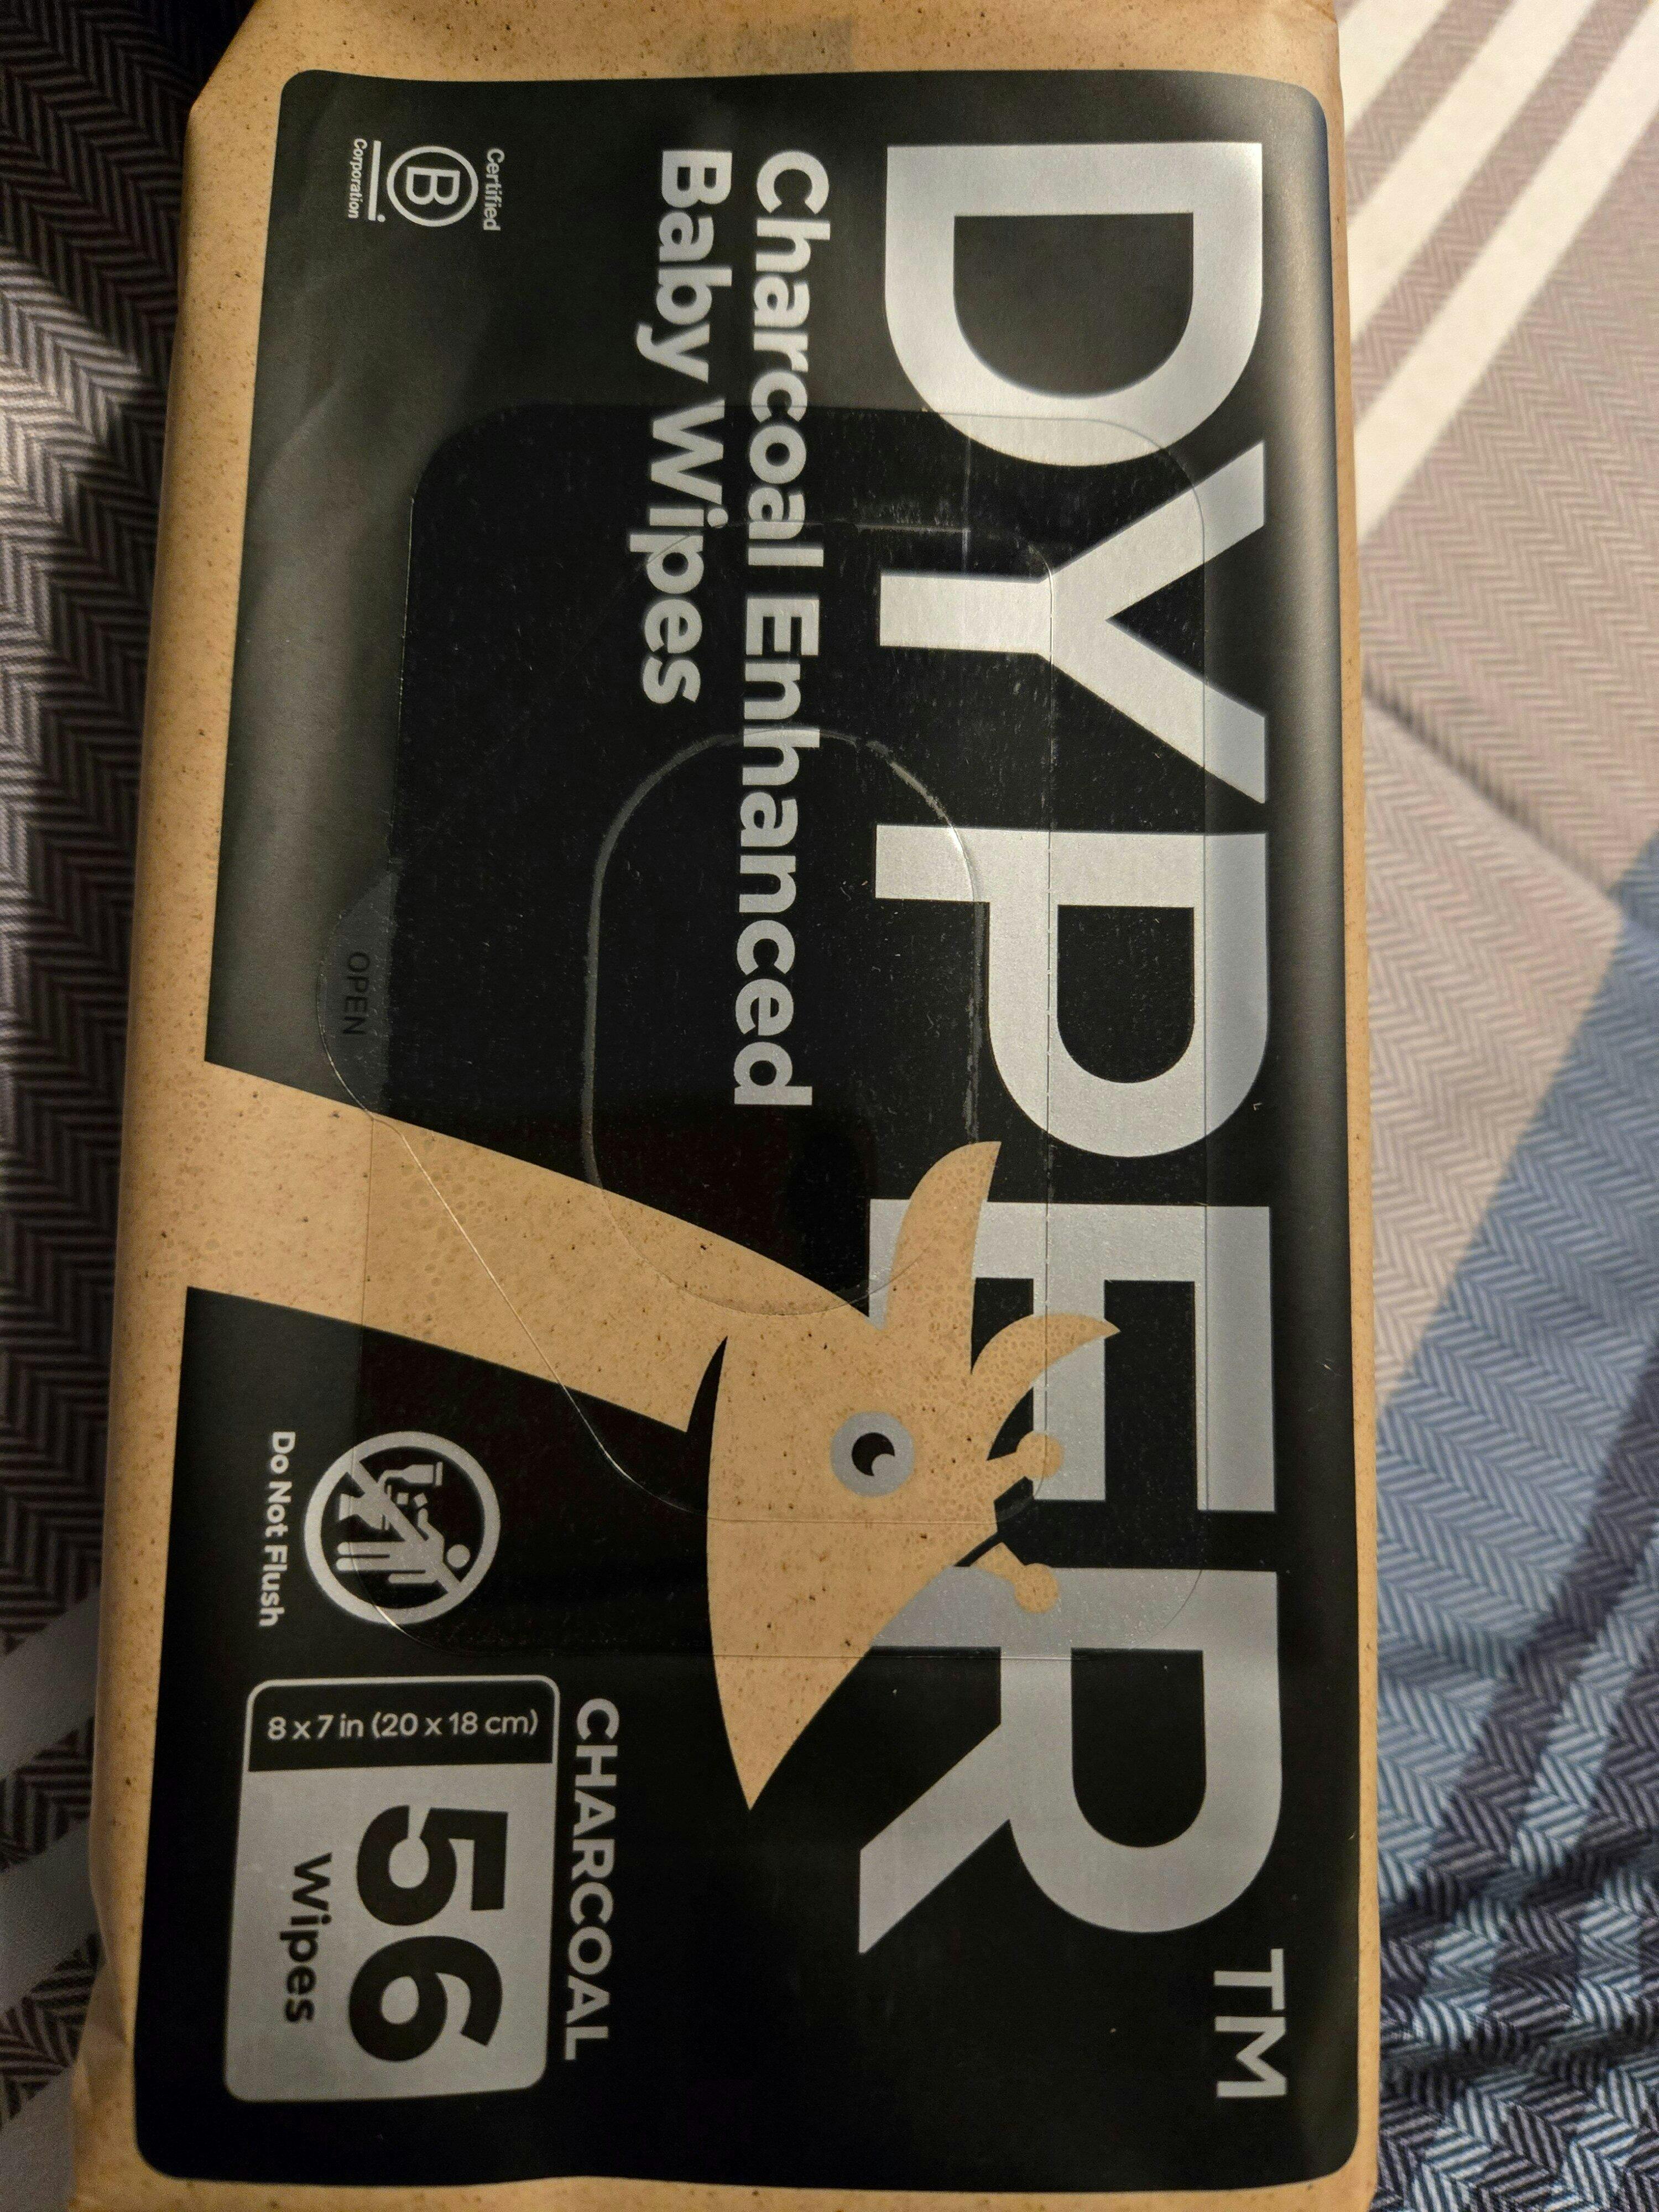 DYPER™
Charcoal Enhanced
Baby Wipes
Certified
B
Corporation
OPEN
Do Not Flush
CHARCOAL
8 x 7 in (20 x 18 cm)
56
Wipes